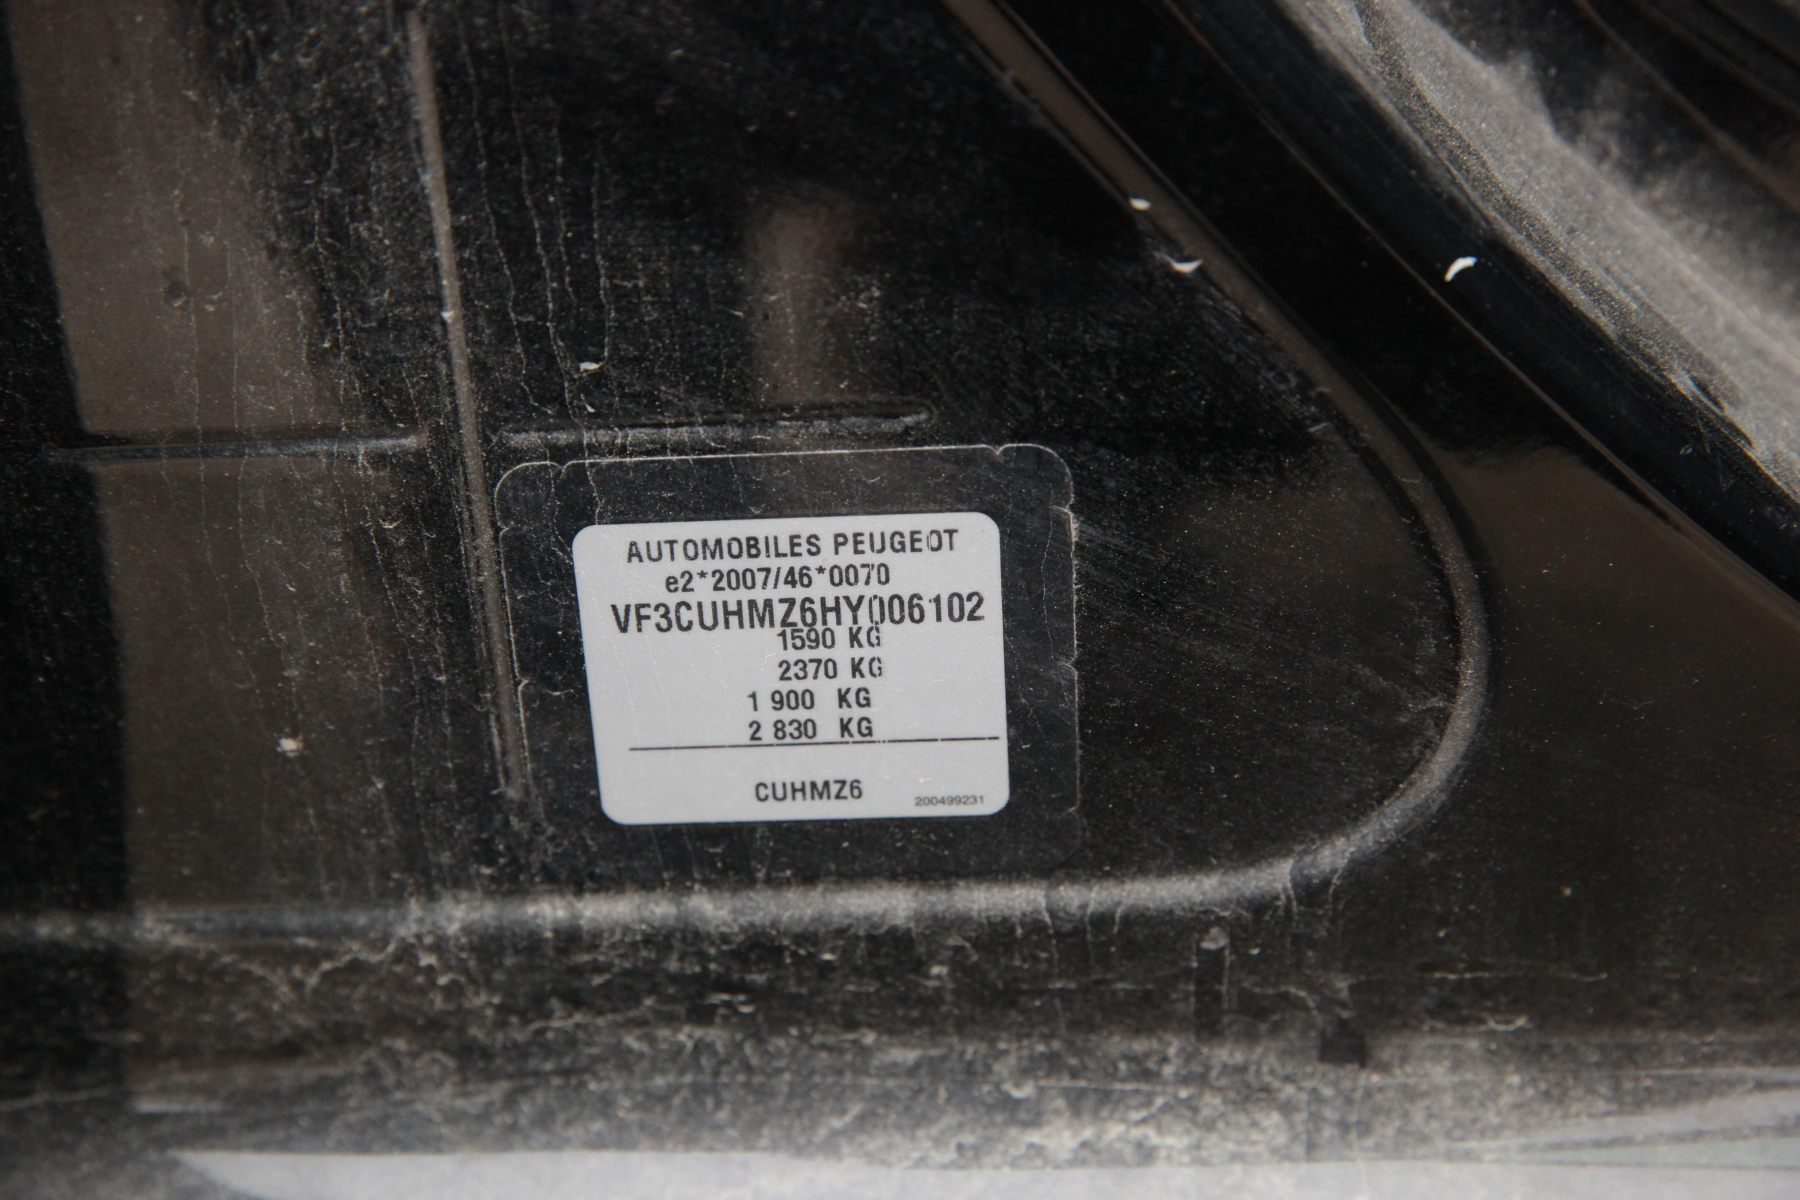 AUTOMOBILES PEUGEOT
e2*2007/46*0070
VF3CUHMZ6HY006102
1590 KG
2370 KG
1 900 KG
2 830 KG
CUHMZ6
200499231